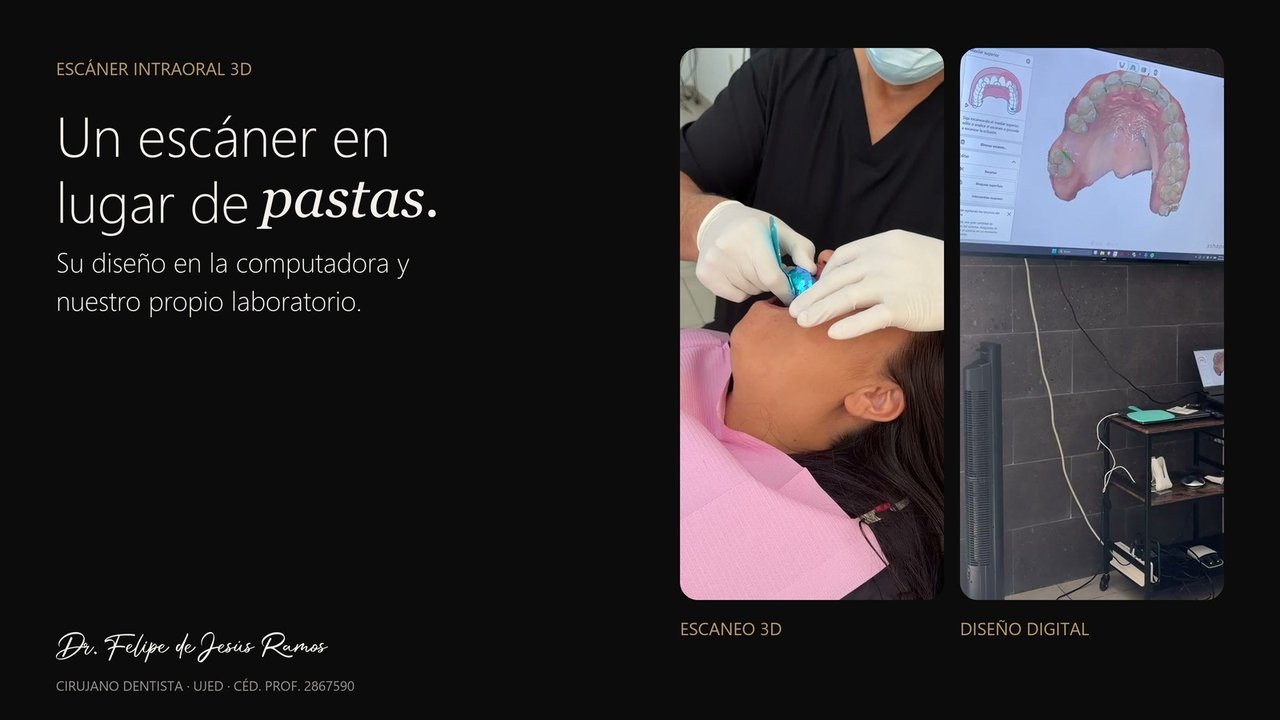 ESCÁNER INTRAORAL 3D
Un escáner en
lugar de pastas.
Su diseño en la computadora y
nuestro propio laboratorio.
ESCANEO 3D
DISEÑO DIGITAL
Dr. Felipe de Jesús Ramos
CIRUJANO DENTISTA · UJED · CÉD. PROF. 2867590